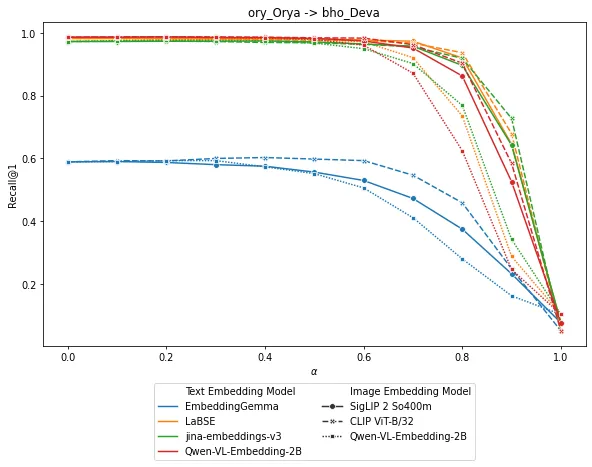 ory_Orya -> bho_Deva
1.0
0.8
0.6
0.4
0.2
Recall@1
0.0 0.2 0.4 0.6 0.8 1.0
α
Text Embedding Model
EmbeddingGemma
LaBSE
jina-embeddings-v3
Qwen-VL-Embedding-2B
Image Embedding Model
SigLIP 2 So400m
CLIP ViT-B/32
Qwen-VL-Embedding-2B